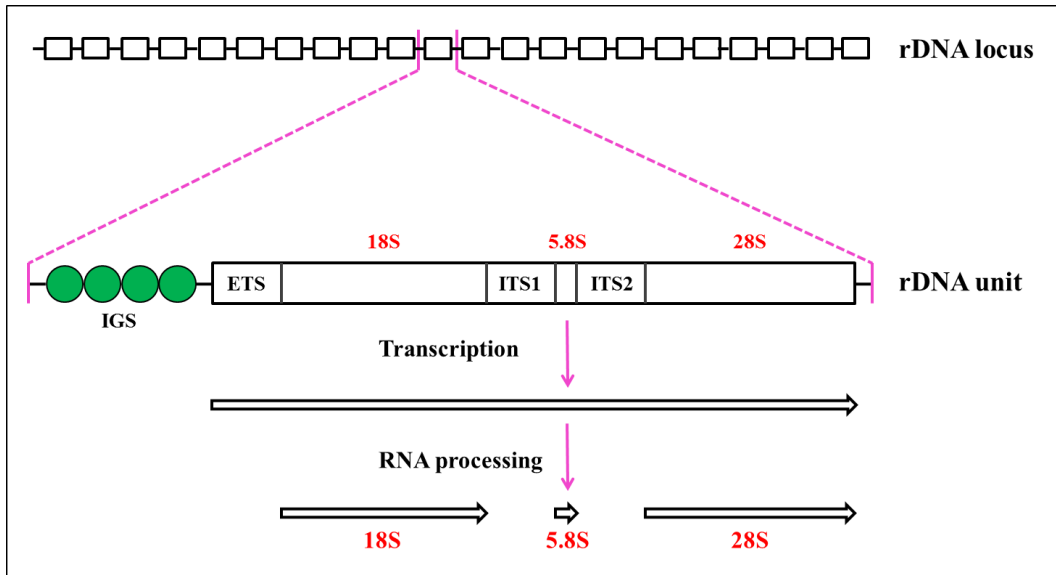 rDNA locus
18S 5.8S 28S
ETS ITS1 ITS2 rDNA unit
IGS
Transcription
RNA processing
18S 5.8S 28S